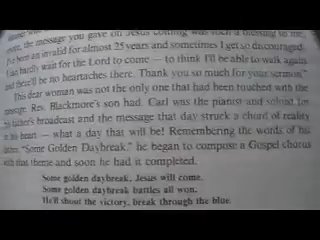 the message you gave on Jesus coming was such a blessing to me.
I've been an invalid for almost 25 years and sometimes I get so discouraged.
I can hardly wait for the Lord to come — to think I'll be able to walk again
and there'll be no heartaches there. Thank you so much for your sermon."
This dear woman was not the only one that had been touched with the
message. Rev. Blackmore's son had. Carl was the pianist and soloist for
his father's broadcast and the message that day struck a chord of reality
in his heart — what a day that will be! Remembering the words of his
"Some Golden Daybreak," he began to compose a Gospel chorus
with that theme and soon he had it completed.
Some golden daybreak, Jesus will come.
Some golden daybreak battles all won.
He'll shout the victory, break through the blue.